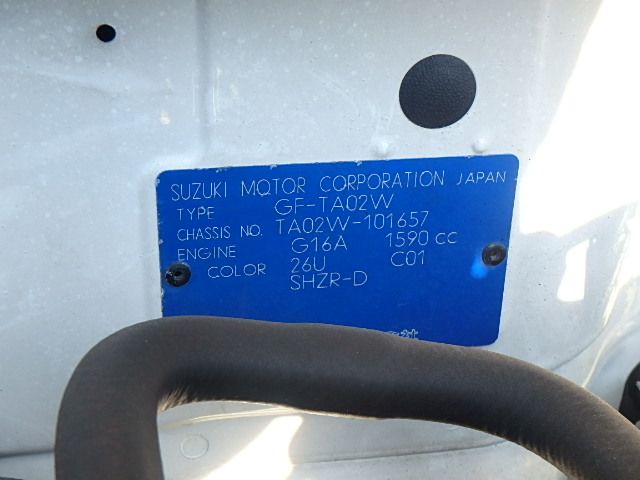 SUZUKI MOTOR CORPORATION JAPAN
TYPE GF-TA02W
CHASSIS NO. TA02W-101657
ENGINE G16A 1590 cc
COLOR 26U C01
SHZR-D